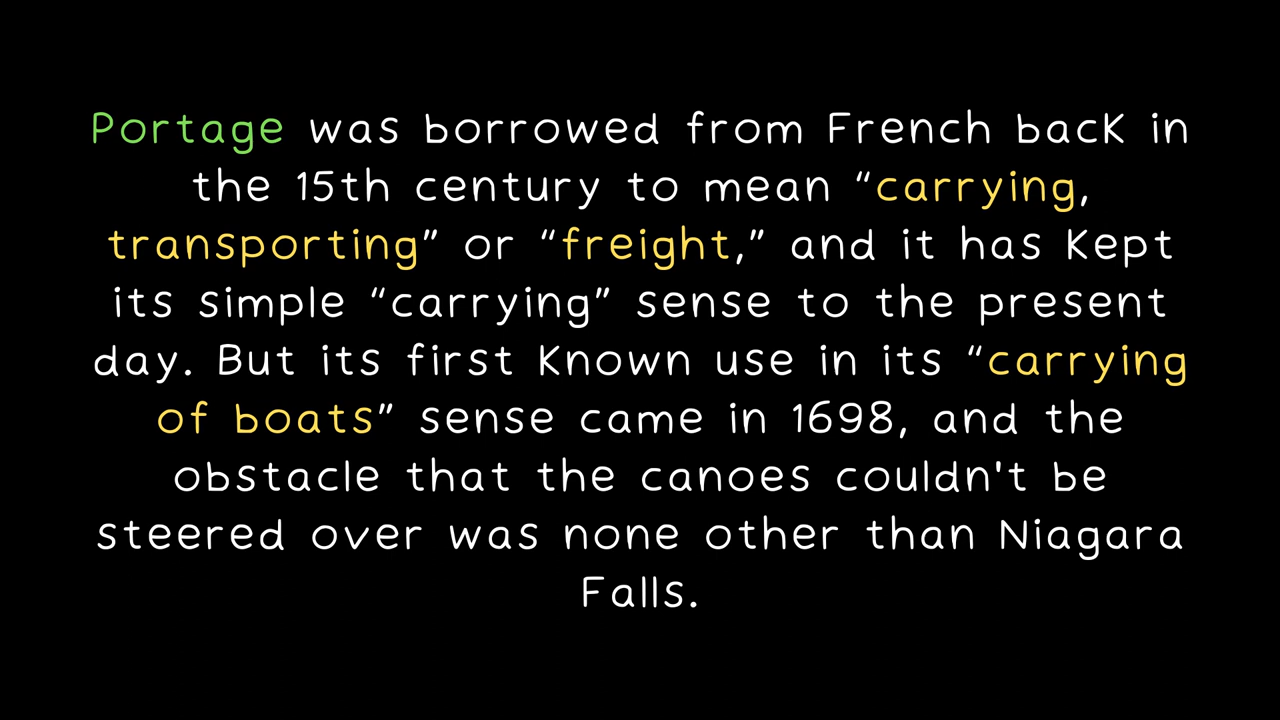 Portage was borrowed from French back in
the 15th century to mean “carrying,
transporting” or “freight,” and it has kept
its simple “carrying” sense to the present
day. But its first known use in its “carrying
of boats” sense came in 1698, and the
obstacle that the canoes couldn't be
steered over was none other than Niagara
Falls.